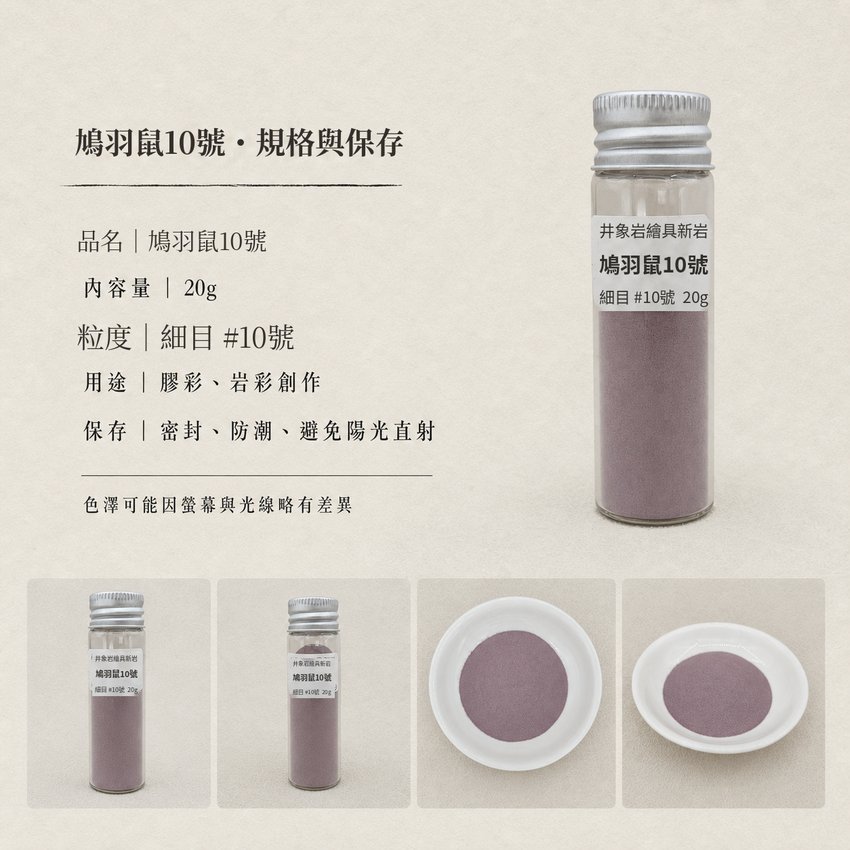 鳩羽鼠10號・規格與保存
品名｜鳩羽鼠10號
內容量｜20g
粒度｜細目 #10號
用途｜膠彩、岩彩創作
保存｜密封、防潮、避免陽光直射
色澤可能因螢幕與光線略有差異
井象岩繪具新岩
鳩羽鼠10號
細目 #10號 20g
井象岩繪具新岩
鳩羽鼠10號
細目 #10號 20g
井象岩繪具新岩
鳩羽鼠10號
細目 #10號 20g